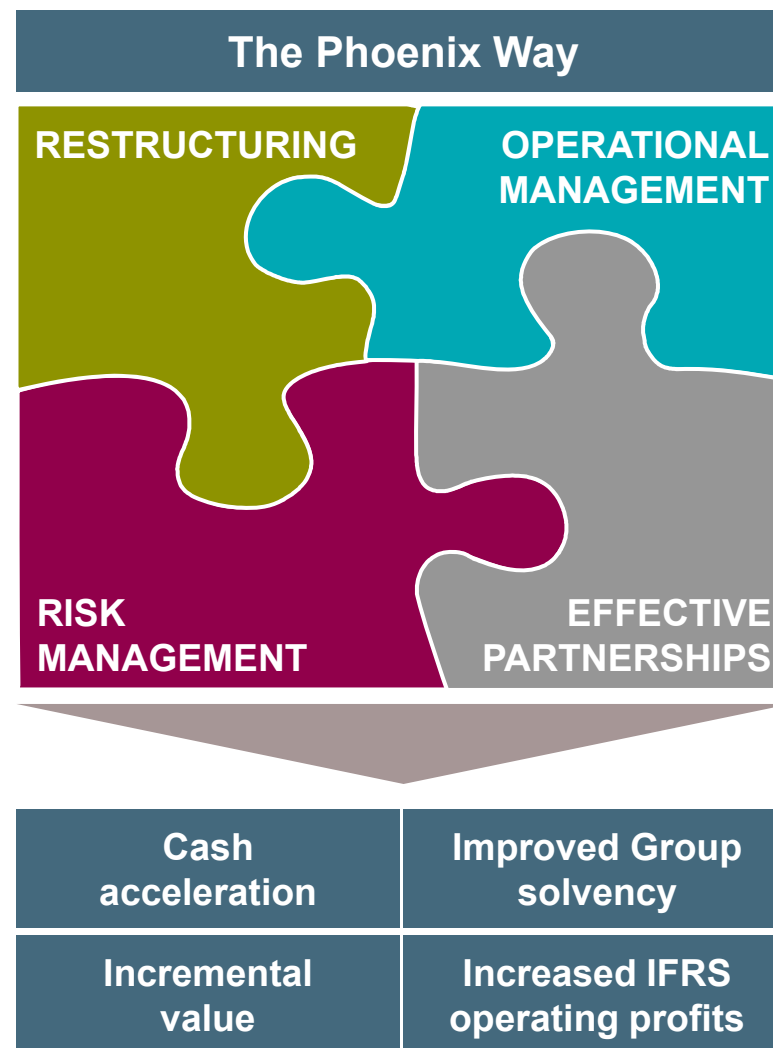 The Phoenix Way
RESTRUCTURING
OPERATIONAL
MANAGEMENT
RISK
MANAGEMENT
EFFECTIVE
PARTNERSHIPS
Cash
acceleration
Improved Group
solvency
Incremental
value
Increased IFRS
operating profits